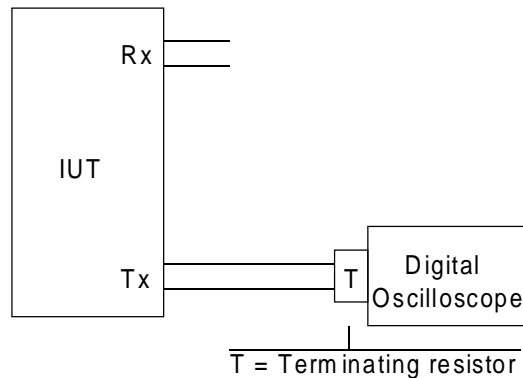 Rx
IUT
Tx
T
Digital
Oscilloscope
T = Terminating resistor